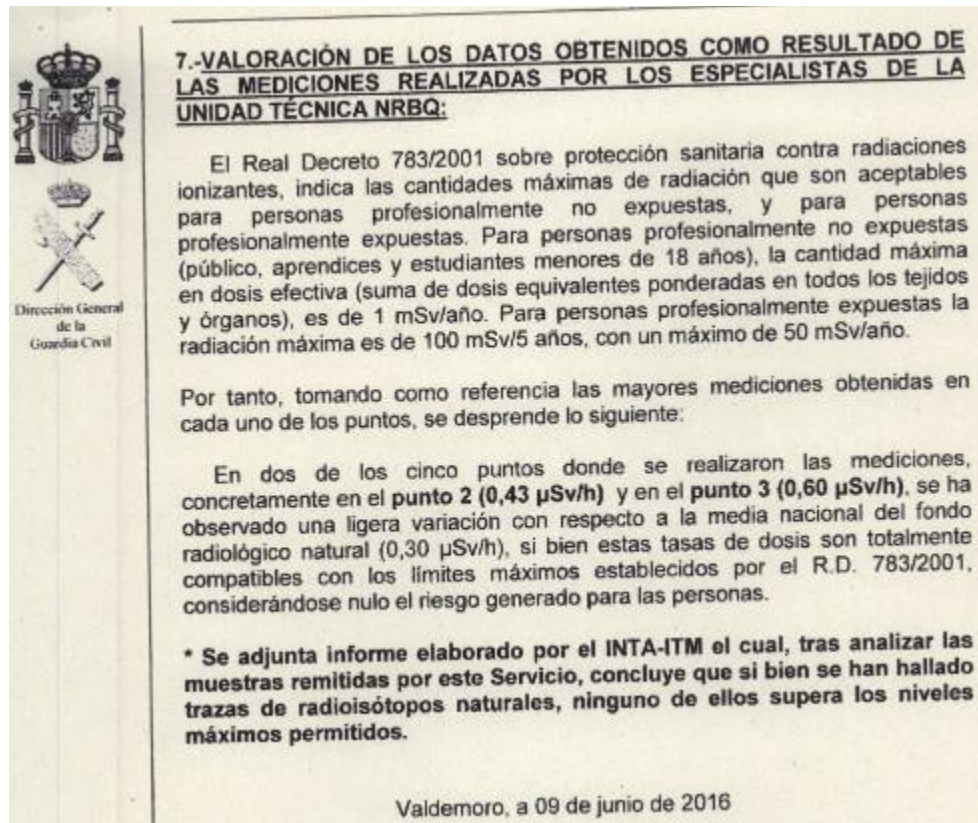 7.-VALORACIÓN DE LOS DATOS OBTENIDOS COMO RESULTADO DE
LAS MEDICIONES REALIZADAS POR LOS ESPECIALISTAS DE LA
UNIDAD TÉCNICA NRBQ:
El Real Decreto 783/2001 sobre protección sanitaria contra radiaciones
ionizantes, indica las cantidades máximas de radiación que son aceptables
para personas profesionalmente no expuestas, y para personas
profesionalmente expuestas. Para personas profesionalmente no expuestas
(público, aprendices y estudiantes menores de 18 años), la cantidad máxima
en dosis efectiva (suma de dosis equivalentes ponderadas en todos los tejidos
y órganos), es de 1 mSv/año. Para personas profesionalmente expuestas la
radiación máxima es de 100 mSv/5 años, con un máximo de 50 mSv/año.
Dirección General
de la
Guardia Civil
Por tanto, tomando como referencia las mayores mediciones obtenidas en
cada uno de los puntos, se desprende lo siguiente:
En dos de los cinco puntos donde se realizaron las mediciones,
concretamente en el punto 2 (0,43 µSv/h) y en el punto 3 (0,60 µSv/h), se ha
observado una ligera variación con respecto a la media nacional del fondo
radiológico natural (0,30 µSv/h), si bien estas tasas de dosis son totalmente
compatibles con los límites máximos establecidos por el R.D. 783/2001,
considerándose nulo el riesgo generado para las personas.
* Se adjunta informe elaborado por el INTA-ITM el cual, tras analizar las
muestras remitidas por este Servicio, concluye que si bien se han hallado
trazas de radioisótopos naturales, ninguno de ellos supera los niveles
máximos permitidos.
Valdemoro, a 09 de junio de 2016